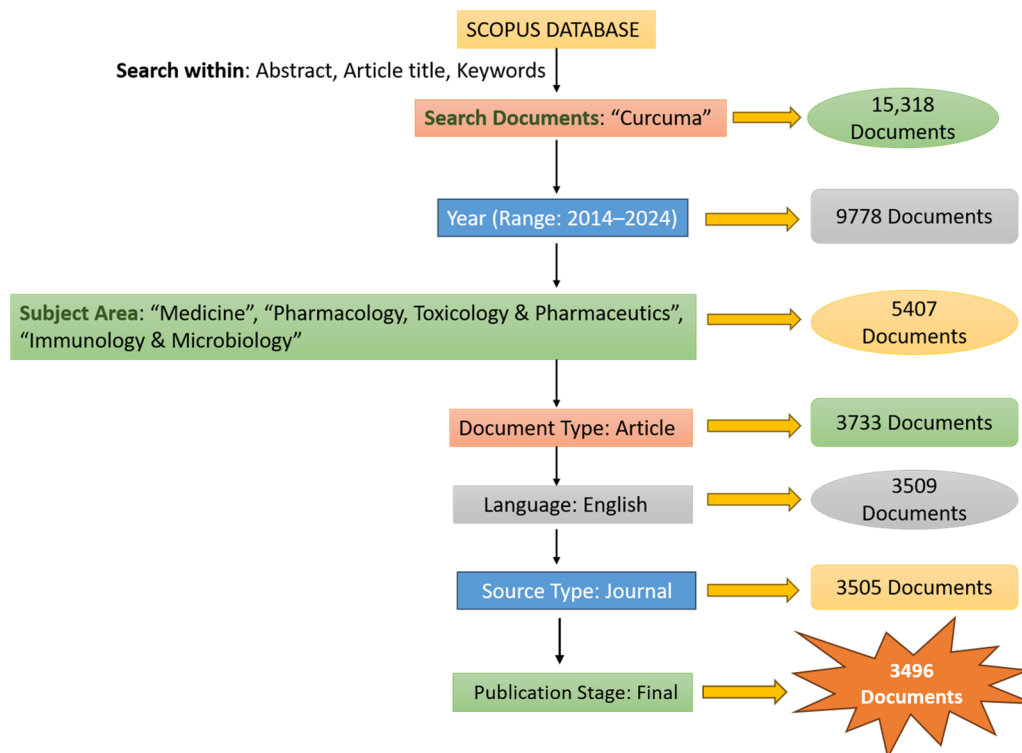 SCOPUS DATABASE
Search within: Abstract, Article title, Keywords
Search Documents: “Curcuma”
15,318
Documents
Year (Range: 2014–2024)
9778 Documents
Subject Area: “Medicine”, “Pharmacology, Toxicology & Pharmaceutics”,
“Immunology & Microbiology”
5407
Documents
Document Type: Article
3733 Documents
Language: English
3509
Documents
Source Type: Journal
3505 Documents
Publication Stage: Final
3496
Documents